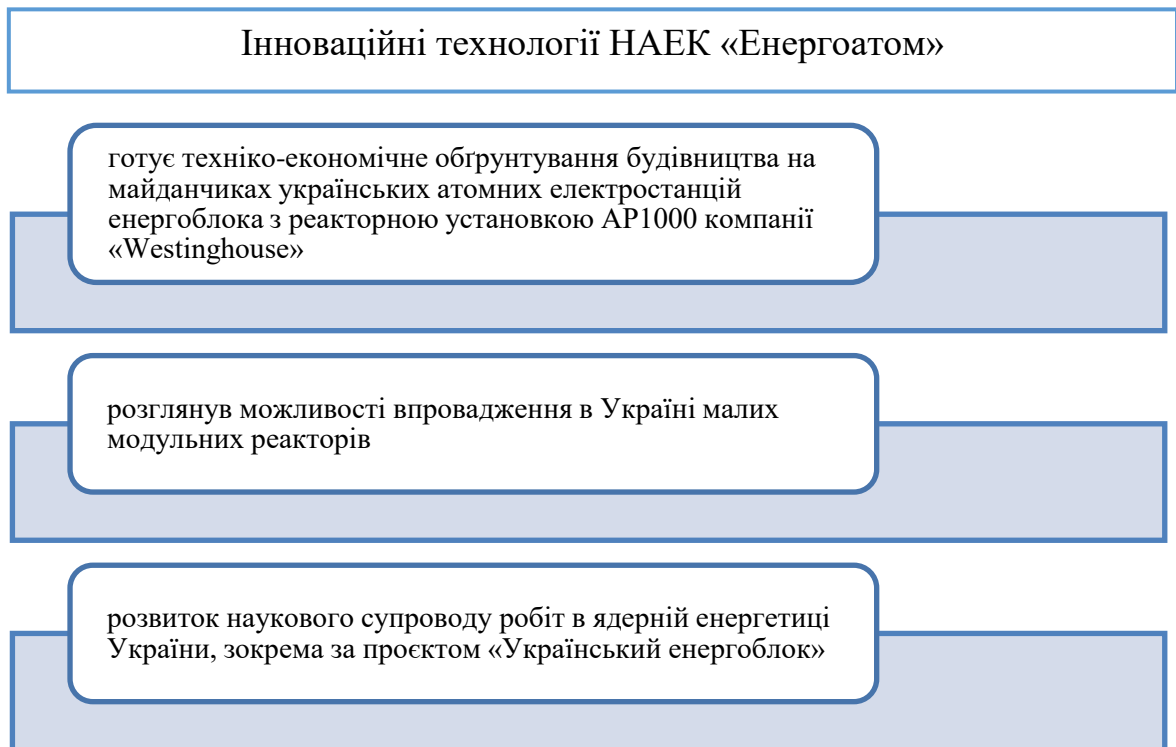 Інноваційні технології НАЕК «Енергоатом»
готує техніко-економічне обґрунтування будівництва на
майданчиках українських атомних електростанцій
енергоблока з реакторною установкою АР1000 компанії
«Westinghouse»
розглянув можливості впровадження в Україні малих
модульних реакторів
розвиток наукового супроводу робіт в ядерній енергетиці
України, зокрема за проєктом «Український енергоблок»